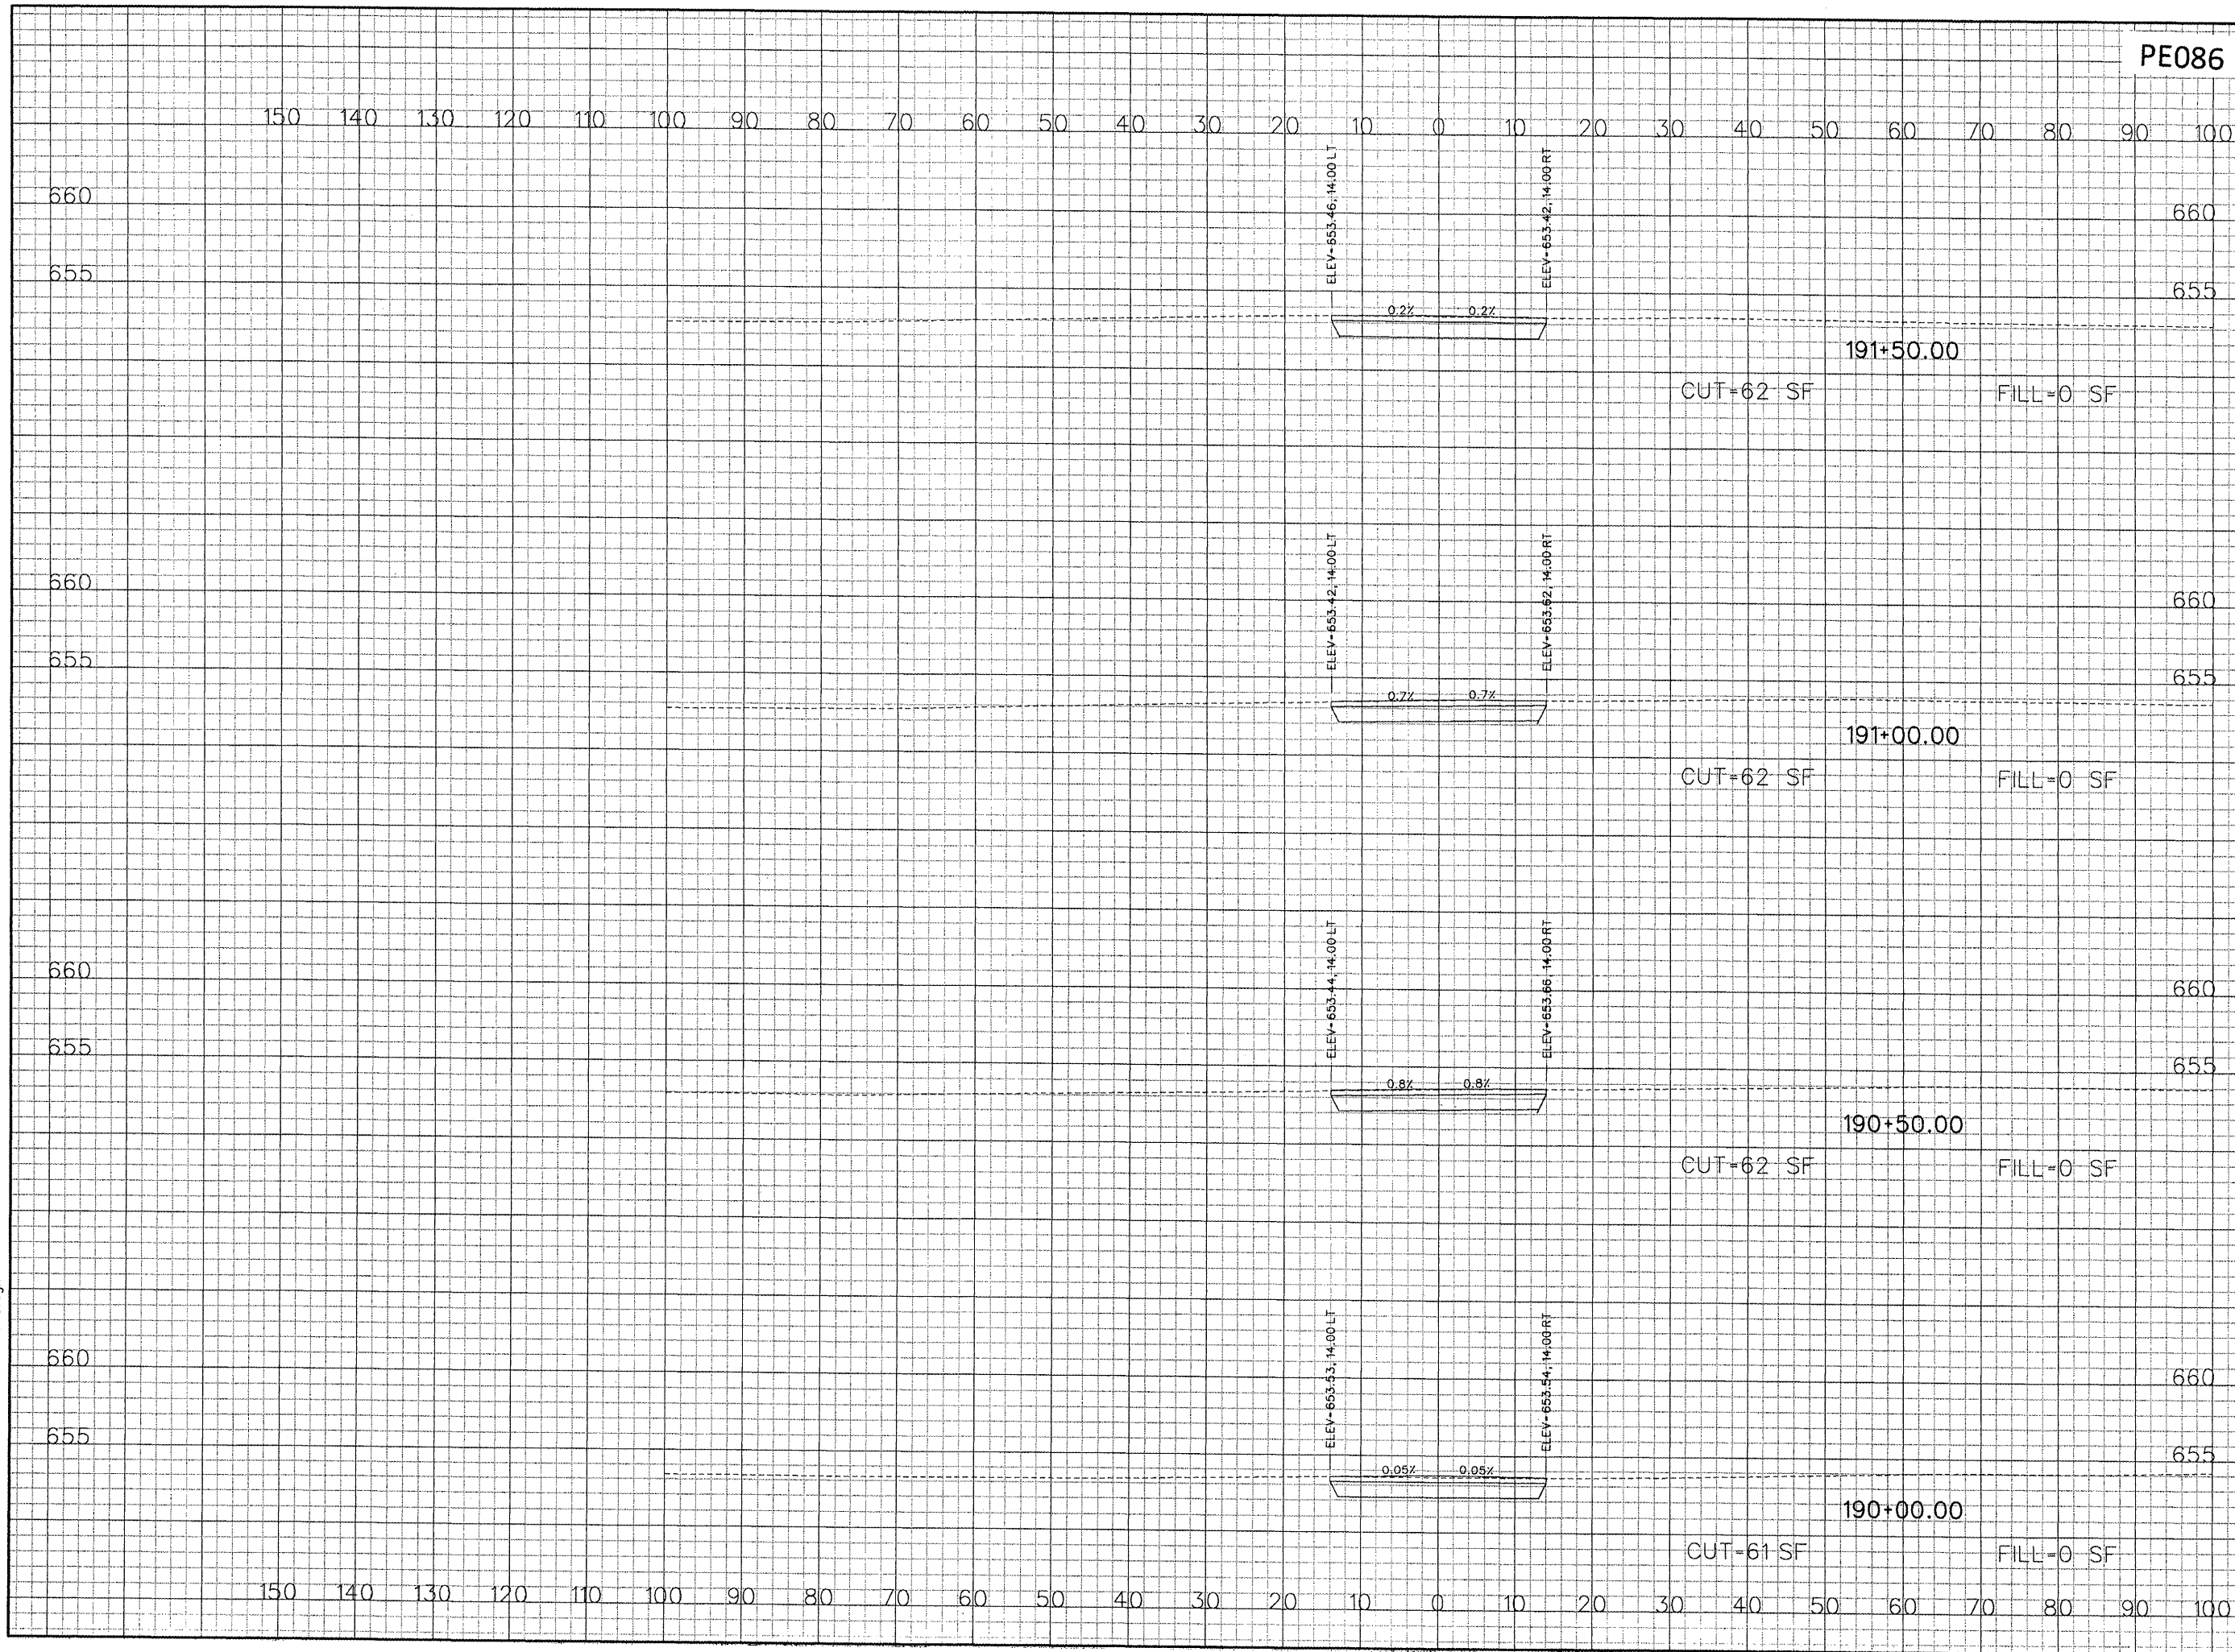 PE086
150 140 130 120 110 100 90 80 70 60 50 40 30 20 10 0 10 20 30 40 50 60 70 80 90 100
ELEV=653.46, 14.00 LT
ELEV=653.42, 14.00 RT
660 660
655 655
0.2% 0.2%
191+50.00
CUT=62 SF FILL=0 SF
ELEV=653.42, 14.00 LT
ELEV=653.62, 14.00 RT
660 660
655 655
0.7% 0.7%
191+00.00
CUT=62 SF FILL=0 SF
ELEV=653.44, 14.00 LT
ELEV=653.66, 14.00 RT
660 660
655 655
0.8% 0.8%
190+50.00
CUT=62 SF FILL=0 SF
ELEV=653.53, 14.00 LT
ELEV=653.54, 14.00 RT
660 660
655 655
0.05% 0.05%
190+00.00
CUT=61 SF FILL=0 SF
150 140 130 120 110 100 90 80 70 60 50 40 30 20 10 0 10 20 30 40 50 60 70 80 90 100